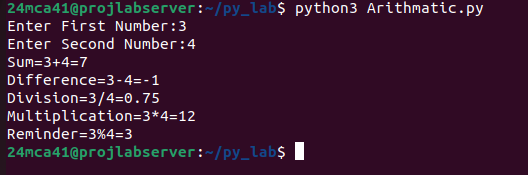 24mca41@projlabserver:~/py_lab$ python3 Arithmatic.py
Enter First Number:3
Enter Second Number:4
Sum=3+4=7
Difference=3-4=-1
Division=3/4=0.75
Multiplication=3*4=12
Reminder=3%4=3
24mca41@projlabserver:~/py_lab$